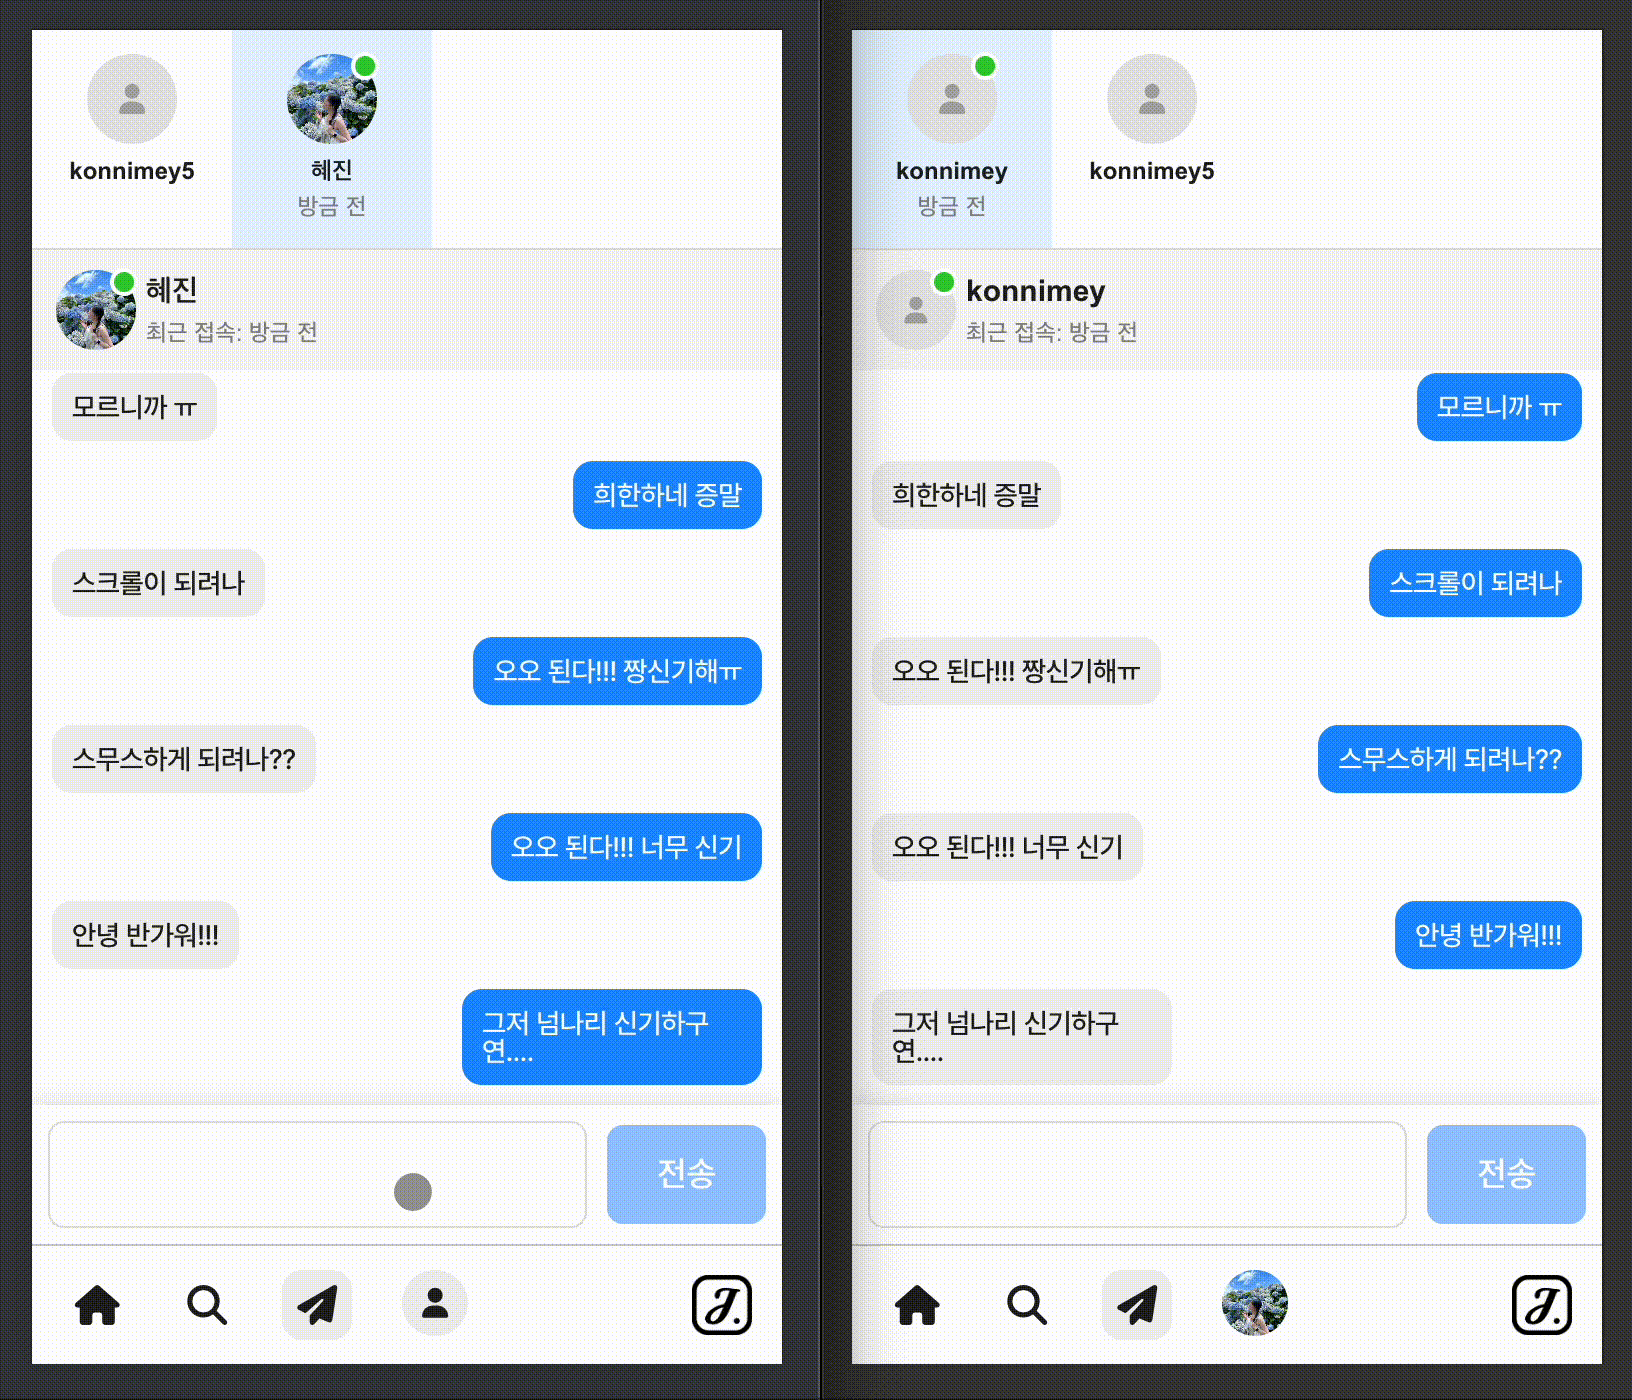 konnimey5
혜진
방금 전
혜진
최근 접속: 방금 전
모르니까 ㅠ
희한하네 증말
스크롤이 되려나
오오 된다!!! 짱신기해ㅠ
스무스하게 되려나??
오오 된다!!! 너무 신기
안녕 반가워!!!
그저 넘나리 신기하구
연....
전송
J.
konnimey
방금 전
konnimey5
konnimey
최근 접속: 방금 전
모르니까 ㅠ
희한하네 증말
스크롤이 되려나
오오 된다!!! 짱신기해ㅠ
스무스하게 되려나??
오오 된다!!! 너무 신기
안녕 반가워!!!
그저 넘나리 신기하구
연....
전송
J.